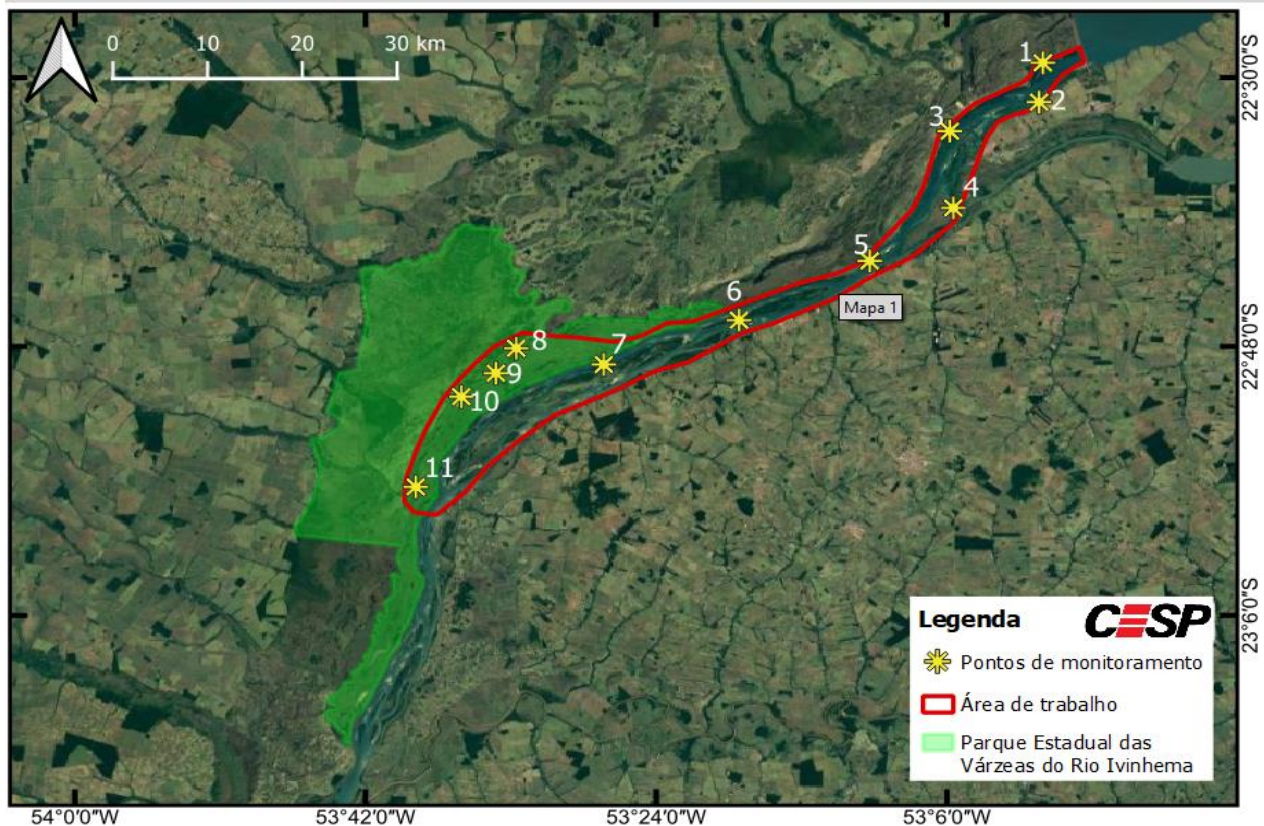 0 10 20 30 km
1
2
3
4
5
Mapa 1
6
7
8
9
10
11
22°30'0"S
22°48'0"S
23°6'0"S
Legenda
CESP
Pontos de monitoramento
Área de trabalho
Parque Estadual das
Várzeas do Rio Ivinhema
54°0'0"W 53°42'0"W 53°24'0"W 53°6'0"W